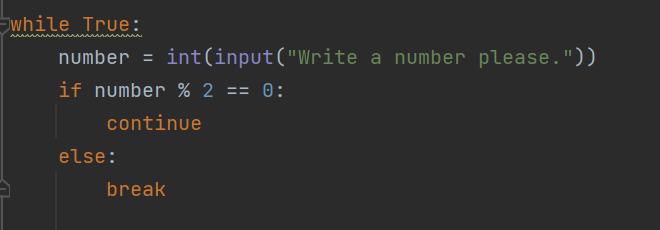 while True:
    number = int(input("Write a number please."))
    if number % 2 == 0:
        continue
    else:
        break